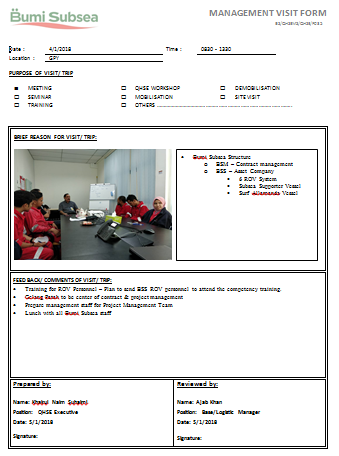 Bumi Subsea
MANAGEMENT VISIT FORM
Date : 4/1/2018 Time : 0830 - 1330
Location : GPY
PURPOSE OF VISIT/ TRIP
MEETING QHSE WORKSHOP DEMOBILISATION
SEMINAR MOBILISATION SITE VISIT
TRAINING OTHERS
BRIEF REASON FOR VISIT/ TRIP:
• Bumi Subsea Structure
o BSM – Contract management
o BSS – Asset Company
▪ 6 ROV System
▪ Subsea Supporter Vessel
▪ Surf Allamanda Vessel
FEED BACK/ COMMENTS OF VISIT/ TRIP:
• Training for ROV Personnel – Plan to send BSS ROV personnel to attend the competency training.
• Gelang Patah to be center of contract & project management
• Prepare management staff for Project Management Team
• Lunch with all Bumi Subsea staff
Prepared by: Reviewed by:
Name: Khairul Naim Suhaimi Name: Ajab Khan
Position: QHSE Executive Position: Base/Logistic Manager
Date: 5/1/2018 Date: 5/1/2018
Signature: Signature: